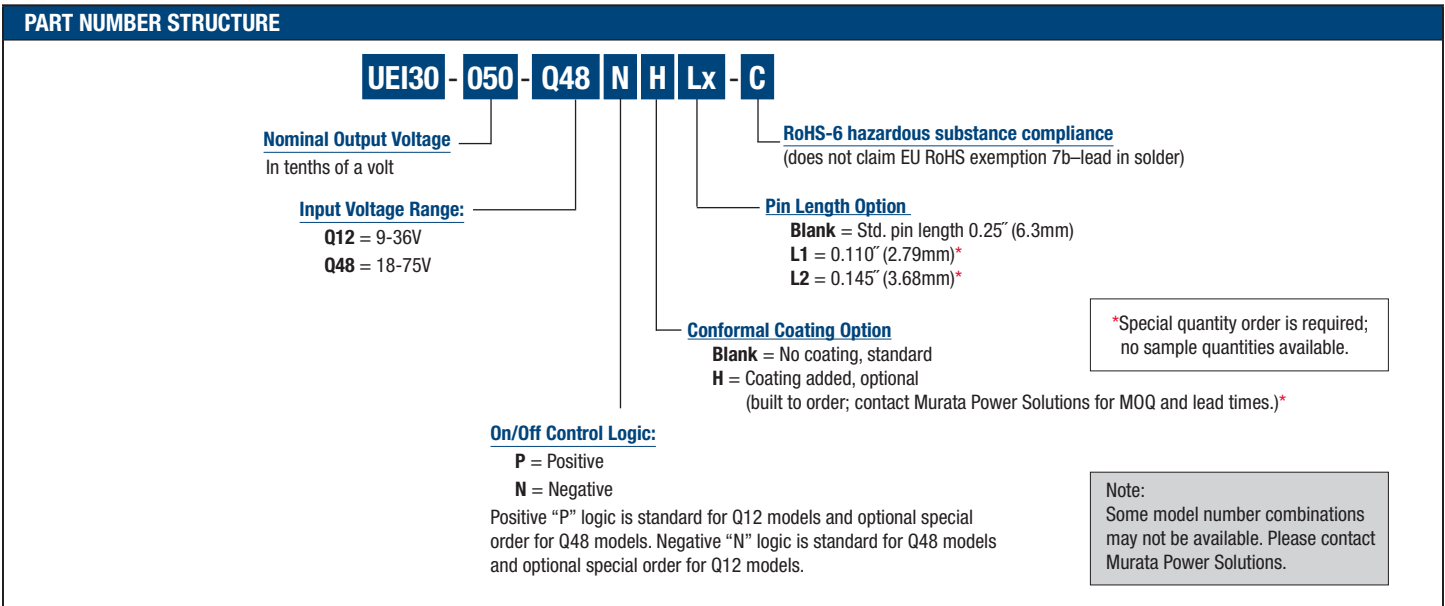 PART NUMBER STRUCTURE
UEI30 - 050 - Q48 N H Lx - C
Nominal Output Voltage
In tenths of a volt
Input Voltage Range:
Q12 = 9-36V
Q48 = 18-75V
RoHS-6 hazardous substance compliance
(does not claim EU RoHS exemption 7b–lead in solder)
Pin Length Option
Blank = Std. pin length 0.25˝ (6.3mm)
L1 = 0.110˝ (2.79mm)*
L2 = 0.145˝ (3.68mm)*
Conformal Coating Option
Blank = No coating, standard
H = Coating added, optional
(built to order; contact Murata Power Solutions for MOQ and lead times.)*
*Special quantity order is required;
no sample quantities available.
On/Off Control Logic:
P = Positive
N = Negative
Positive “P” logic is standard for Q12 models and optional special
order for Q48 models. Negative “N” logic is standard for Q48 models
and optional special order for Q12 models.
Note:
Some model number combinations
may not be available. Please contact
Murata Power Solutions.